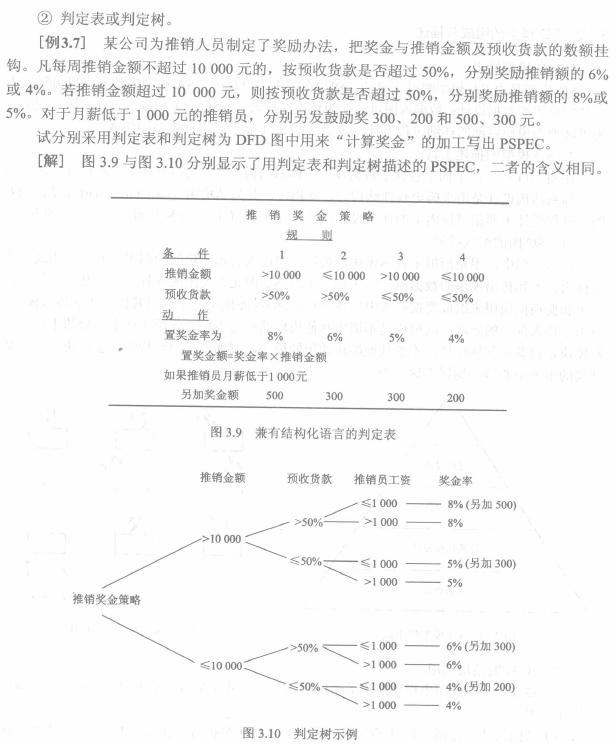 ② 判定表或判定树。
[例3.7] 某公司为推销人员制定了奖励办法，把奖金与推销金额及预收货款的数额挂
钩。凡每周推销金额不超过 10 000 元的，按预收货款是否超过 50%，分别奖励推销额的 6%
或 4%。若推销金额超过 10 000 元，则按预收货款是否超过 50%，分别奖励推销额的 8%或
5%。对于月薪低于 1 000 元的推销员，分别另发鼓励奖 300、200 和 500、300 元。
试分别采用判定表和判定树为 DFD 图中用来“计算奖金”的加工写出 PSPEC。
[解] 图 3.9 与图 3.10 分别显示了用判定表和判定树描述的 PSPEC，二者的含义相同。
推 销 奖 金 策 略
规 则
条 件 1 2 3 4
推销金额 >10 000 ≤10 000 >10 000 ≤10 000
预收货款 >50% >50% ≤50% ≤50%
动 作
置奖金率为 8% 6% 5% 4%
置奖金额=奖金率×推销金额
如果推销员月薪低于1 000元
另加奖金额 500 300 300 200
图 3.9 兼有结构化语言的判定表
推销金额 预收货款 推销员工资 奖金率
≤1 000 8% (另加 500)
>50% >1 000 8%
>10 000
≤50% ≤1 000 5% (另加 300)
>1 000 5%
推销奖金策略
>50% ≤1 000 6% (另加 300)
>1 000 6%
≤10 000
≤50% ≤1 000 4% (另加 200)
>1 000 4%
图 3.10 判定树示例